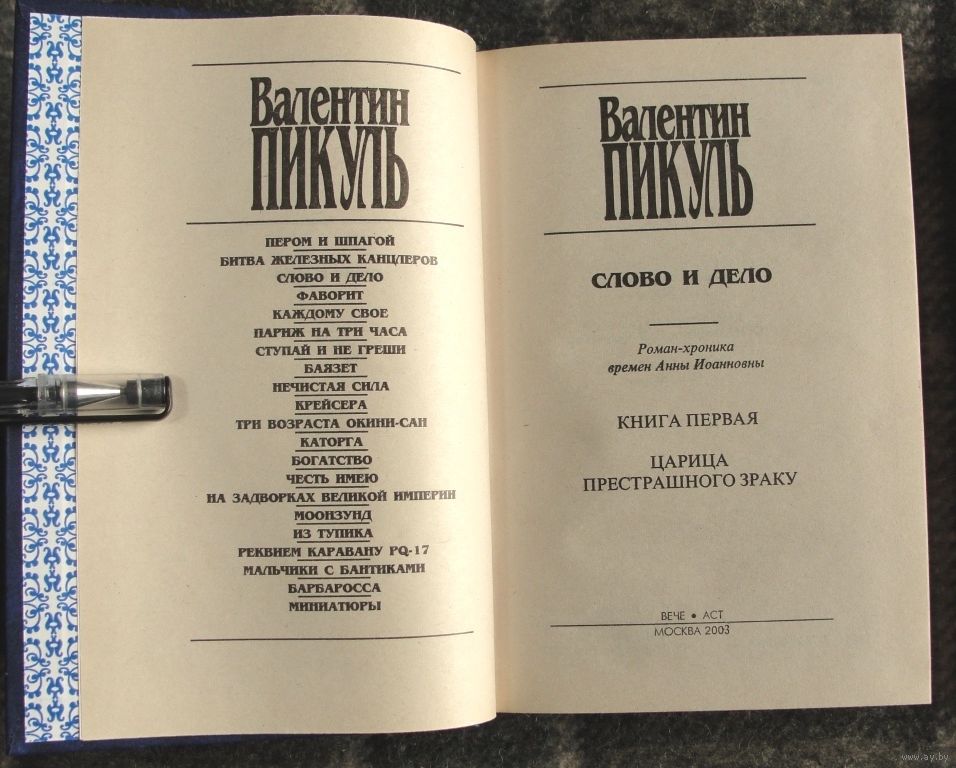 Валентин
ПИКУЛЬ
ПЕРОМ И ШПАГОЙ
БИТВА ЖЕЛЕЗНЫХ КАНЦЛЕРОВ
СЛОВО И ДЕЛО
ФАВОРИТ
КАЖДОМУ СВОЕ
ПАРИЖ НА ТРИ ЧАСА
СТУПАЙ И НЕ ГРЕШИ
БАЯЗЕТ
НЕЧИСТАЯ СИЛА
КРЕЙСЕРА
ТРИ ВОЗРАСТА ОКИНИ-САН
КАТОРГА
БОГАТСТВО
ЧЕСТЬ ИМЕЮ
НА ЗАДВОРКАХ ВЕЛИКОЙ ИМПЕРИИ
МООНЗУНД
ИЗ ТУПИКА
РЕКВИЕМ КАРАВАНУ PQ-17
МАЛЬЧИКИ С БАНТИКАМИ
БАРБАРОССА
МИНИАТЮРЫ
Валентин
ПИКУЛЬ
СЛОВО И ДЕЛО
Роман-хроника
времен Анны Иоанновны
КНИГА ПЕРВАЯ
ЦАРИЦА
ПРЕСТРАШНОГО ЗРАКУ
ВЕЧЕ • АСТ
МОСКВА 2003
www.ay.by